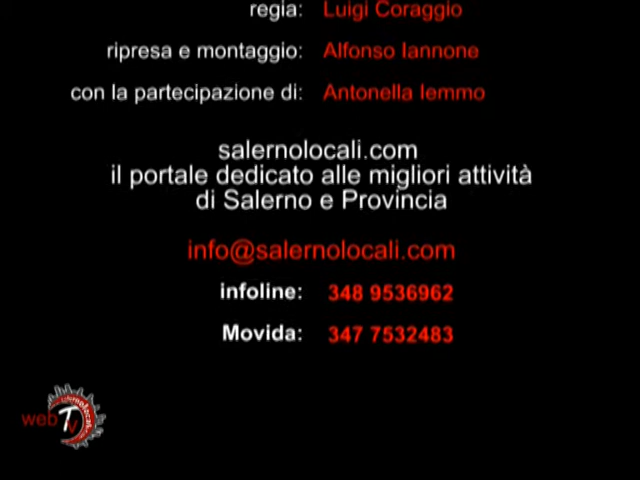 regia: Luigi Coraggio
ripresa e montaggio: Alfonso Iannone
con la partecipazione di: Antonella Iemmo
salernolocali.com
il portale dedicato alle migliori attività
di Salerno e Provincia
info@salernolocali.com
infoline: 348 9536962
Movida: 347 7532483
web TV